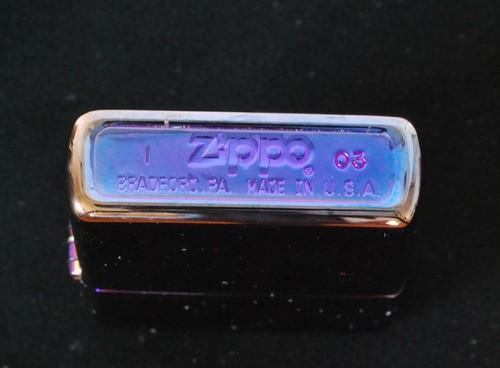 I Zippo® 03
BRADFORD, PA. MADE IN U.S.A.